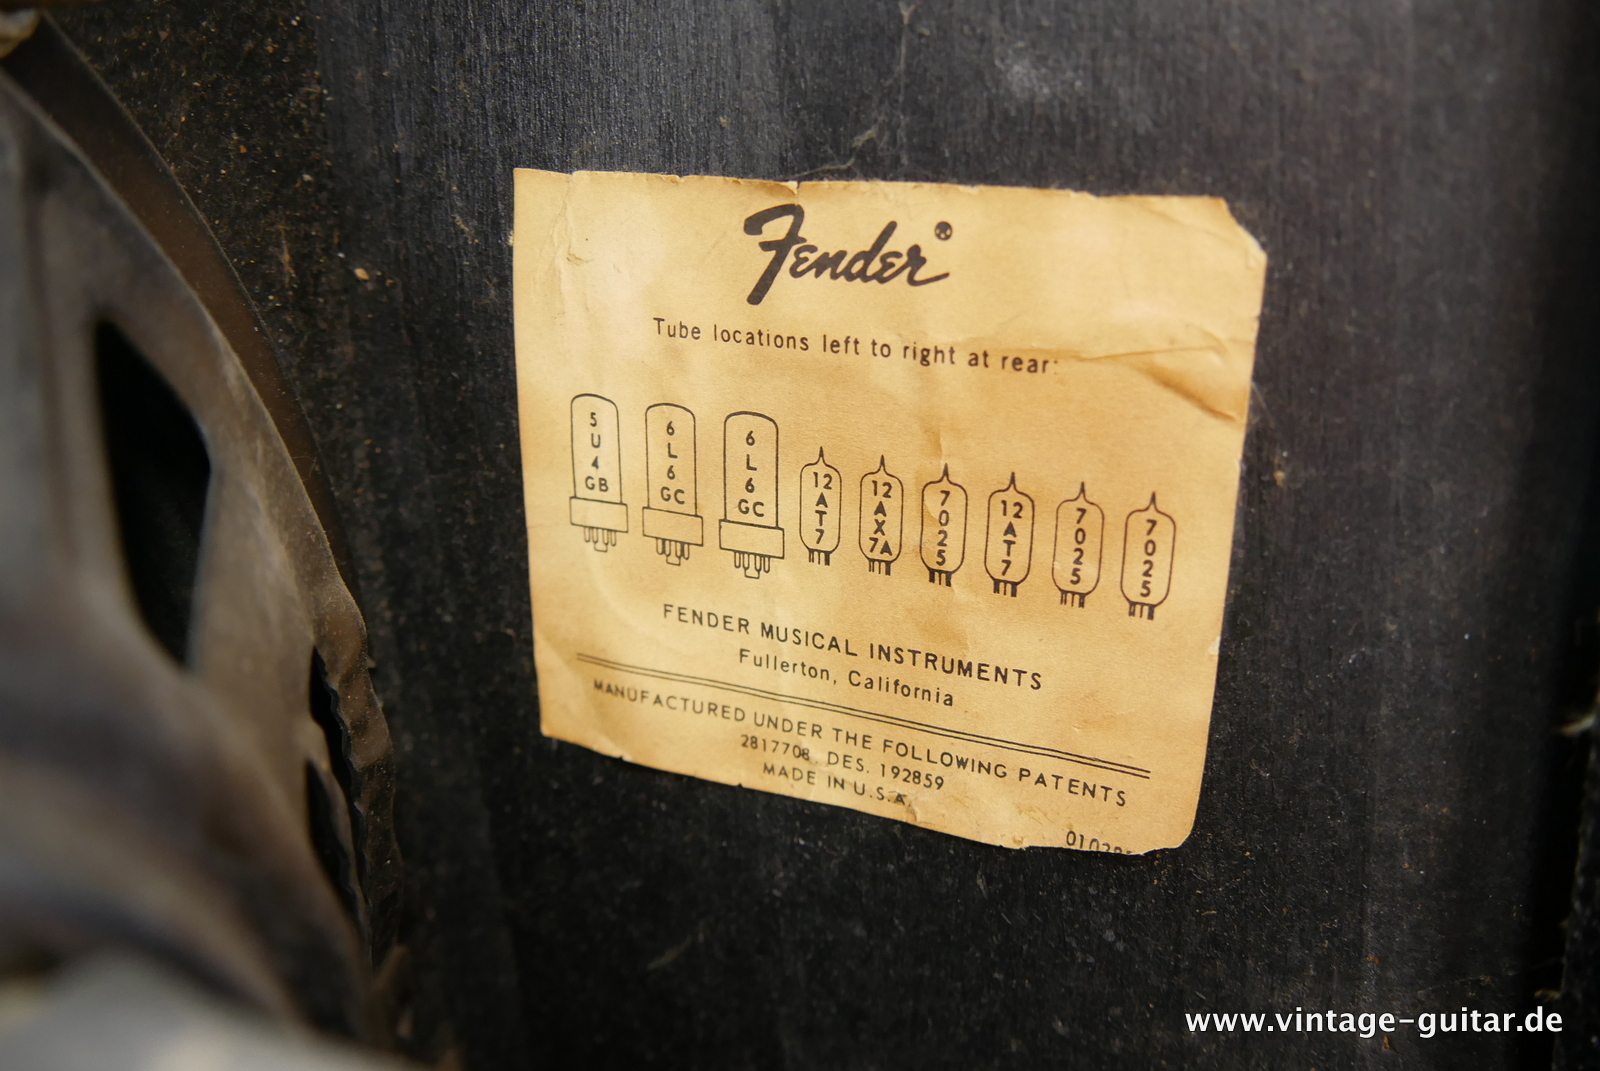 Fender®
Tube locations left to right at rear:
5U4GB 6L6GC 6L6GC 12AT7 12AX7A 7025 12AT7 7025 7025
FENDER MUSICAL INSTRUMENTS
Fullerton, California
MANUFACTURED UNDER THE FOLLOWING PATENTS
2817708 DES. 192859
MADE IN U.S.A.
www.vintage-guitar.de